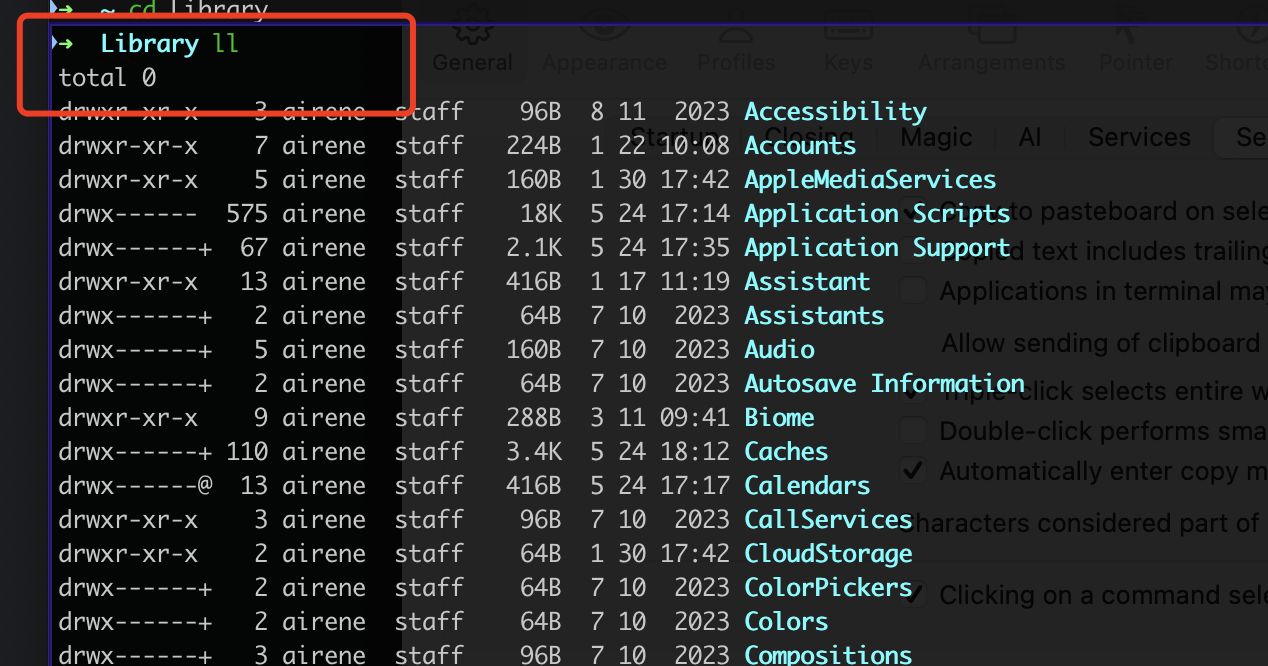 ➜ ~ cd Library
➜ Library ll
total 0
General Appearance Profiles Keys Arrangements Pointer
drwxr-xr-x 3 airene staff 96B 8 11 2023 Accessibility
Startup Closing Magic AI Services
drwxr-xr-x 7 airene staff 224B 1 22 10:08 Accounts
drwxr-xr-x 5 airene staff 160B 1 30 17:42 AppleMediaServices
drwx------ 575 airene staff 18K 5 24 17:14 Application Scripts
to pasteboard on
drwx------+ 67 airene staff 2.1K 5 24 17:35 Application Support
text includes trailing
drwxr-xr-x 13 airene staff 416B 1 17 11:19 Assistant
Applications in terminal
drwx------+ 2 airene staff 64B 7 10 2023 Assistants
Allow sending of clipboard
drwx------+ 5 airene staff 160B 7 10 2023 Audio
drwx------+ 2 airene staff 64B 7 10 2023 Autosave Information
Triple-click selects entire
drwxr-xr-x 9 airene staff 288B 3 11 09:41 Biome
Double-click performs
drwx------+ 110 airene staff 3.4K 5 24 18:12 Caches
Automatically enter copy
drwx------@ 13 airene staff 416B 5 24 17:17 Calendars
drwxr-xr-x 3 airene staff 96B 7 10 2023 CallServices
characters considered part of
drwxr-xr-x 2 airene staff 64B 1 30 17:42 CloudStorage
drwx------+ 2 airene staff 64B 7 10 2023 ColorPickers
Clicking on a command
drwx------+ 2 airene staff 64B 7 10 2023 Colors
drwx------+ 3 airene staff 96B 7 10 2023 Compositions